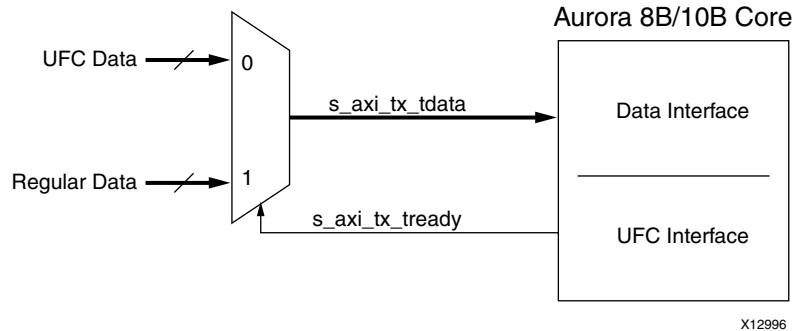 Aurora 8B/10B Core
UFC Data
0
s_axi_tx_tdata
Data Interface
Regular Data
1
s_axi_tx_tready
UFC Interface
X12996